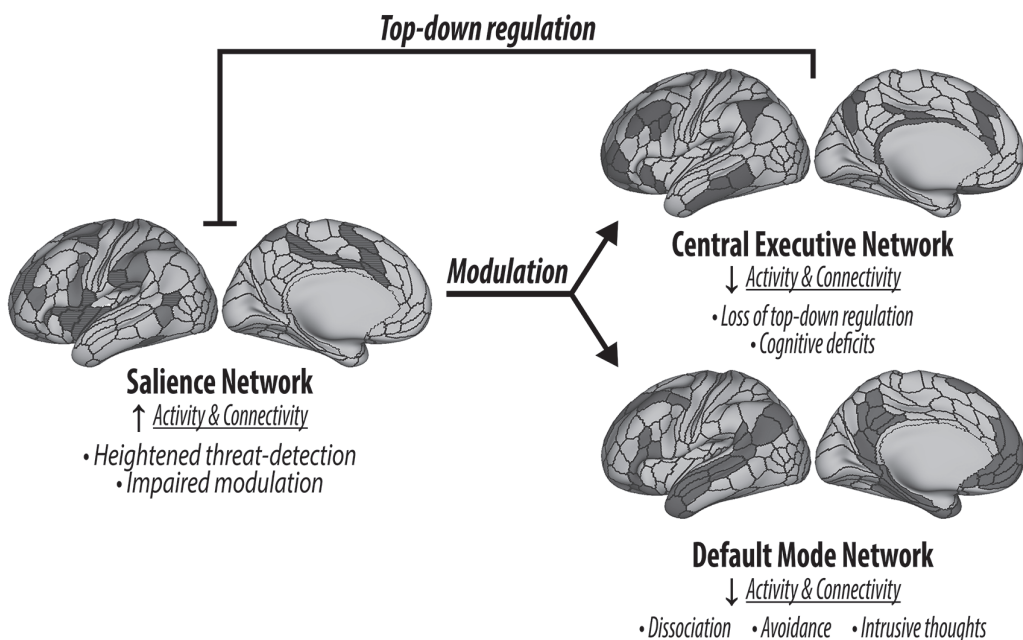 Top-down regulation
Modulation
Salience Network
↑ Activity & Connectivity
• Heightened threat-detection
• Impaired modulation
Central Executive Network
↓ Activity & Connectivity
• Loss of top-down regulation
• Cognitive deficits
Default Mode Network
↓ Activity & Connectivity
• Dissociation • Avoidance • Intrusive thoughts